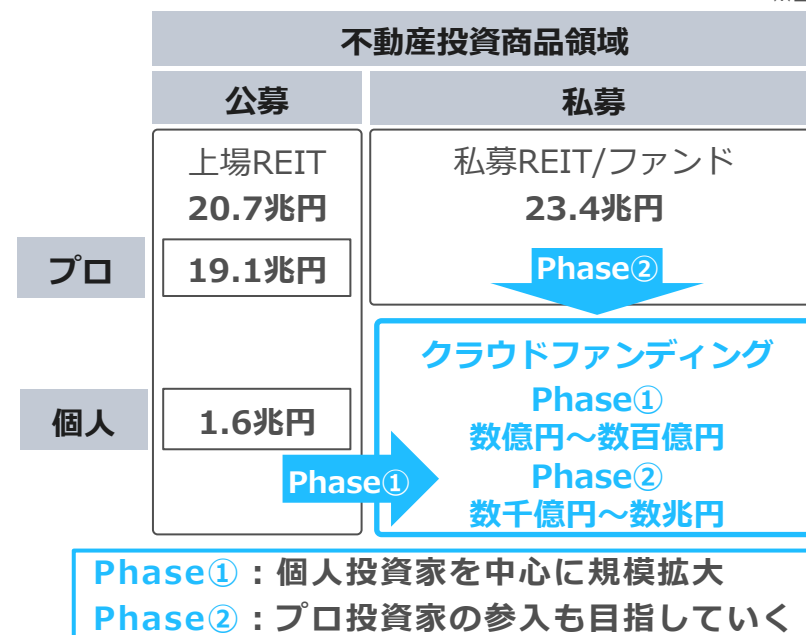 不動産投資商品領域
公募
私募
上場REIT
20.7兆円
私募REIT/ファンド
23.4兆円
プロ
19.1兆円
Phase②
クラウドファンディング
Phase①
数億円～数百億円
Phase②
数千億円～数兆円
個人
1.6兆円
Phase①
Phase①：個人投資家を中心に規模拡大
Phase②：プロ投資家の参入も目指していく